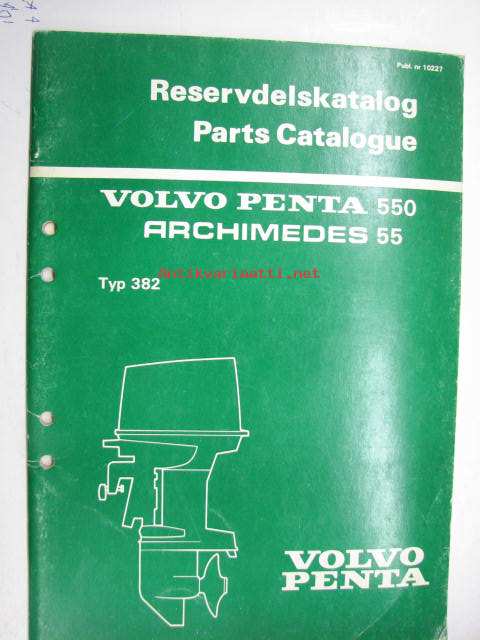 Publ. nr 10227
Reservdelskatalog
Parts Catalogue
VOLVO PENTA 550
ARCHIMEDES 55
Antikvariaatti.net
Typ 382
VOLVO
PENTA